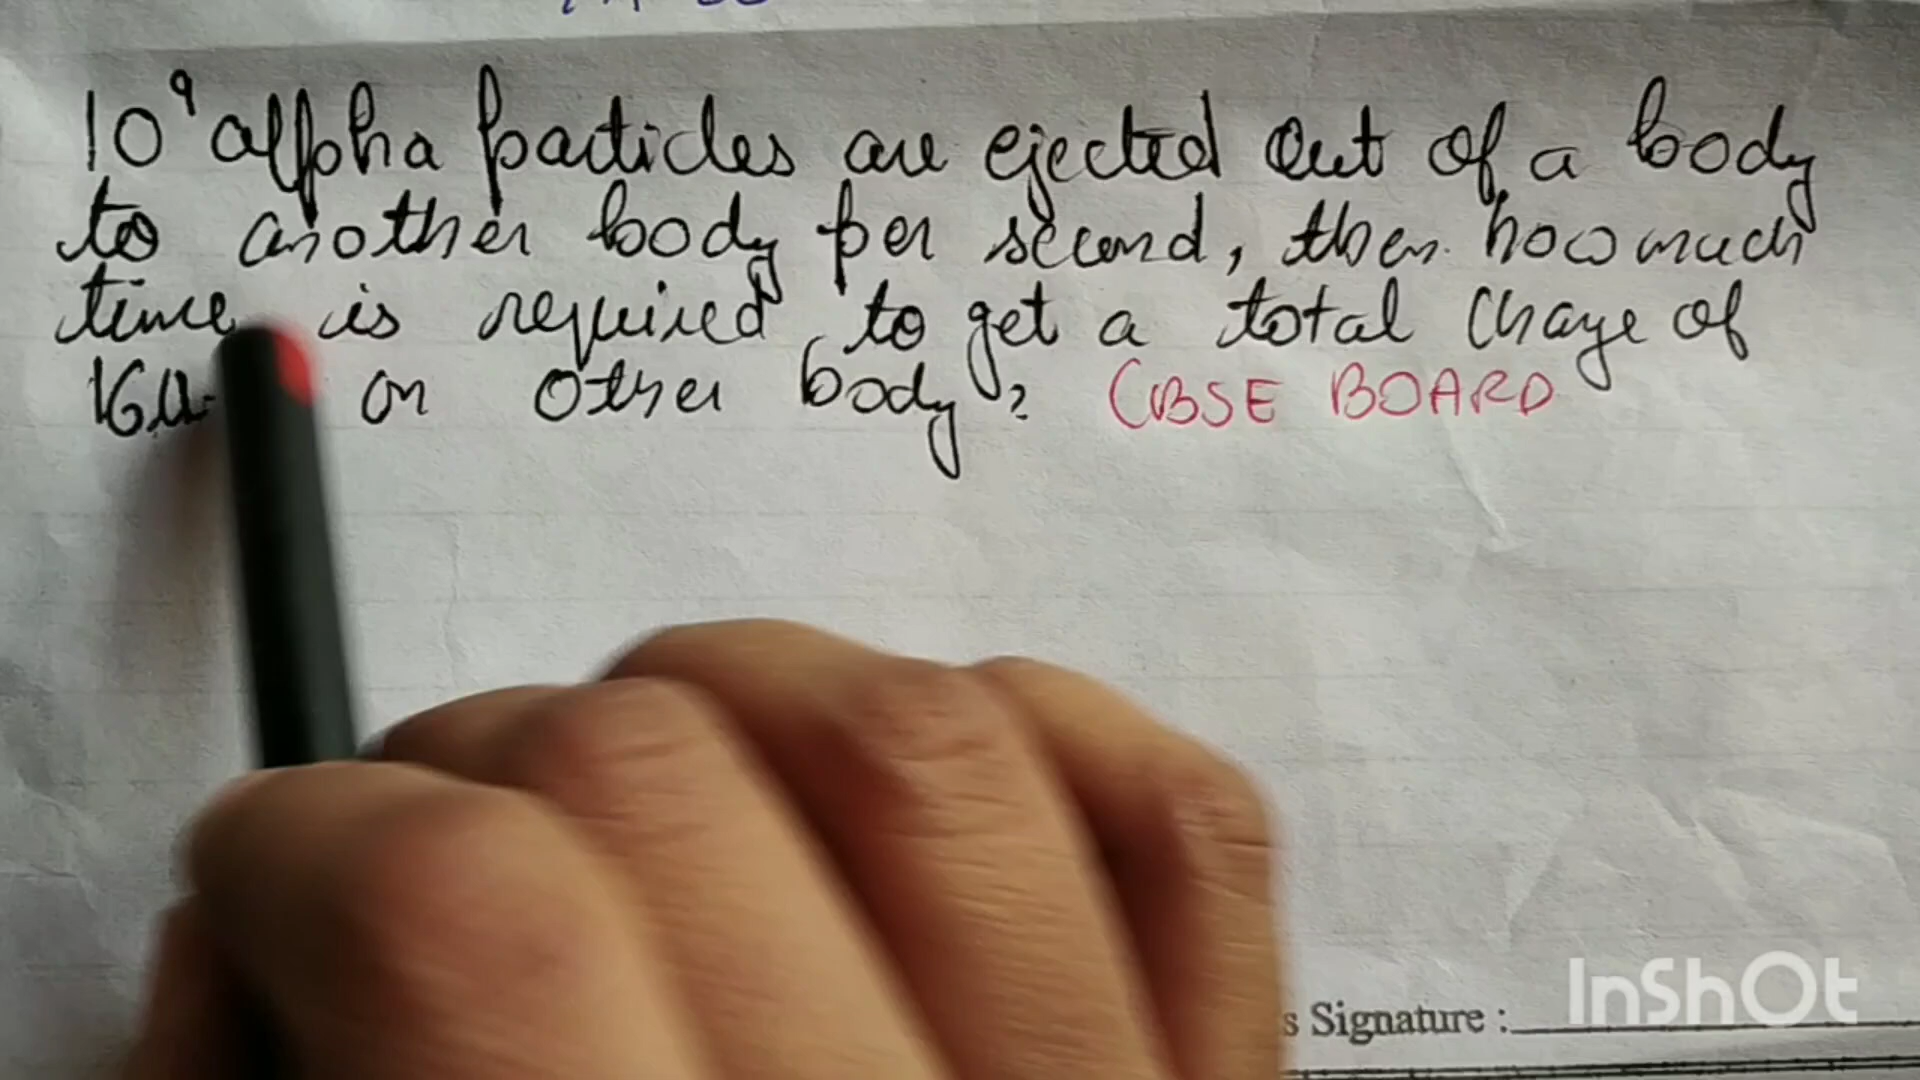 10⁹ alpha particles are ejected out of a body
to another body per second, then how much
time is required to get a total charge of
on other body? CBSE BOARD
InShOt
s Signature :